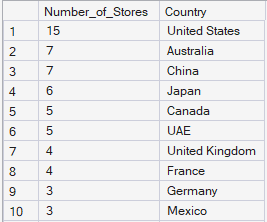 Number_of_Stores Country
1 15 United States
2 7 Australia
3 7 China
4 6 Japan
5 5 Canada
6 5 UAE
7 4 United Kingdom
8 4 France
9 3 Germany
10 3 Mexico